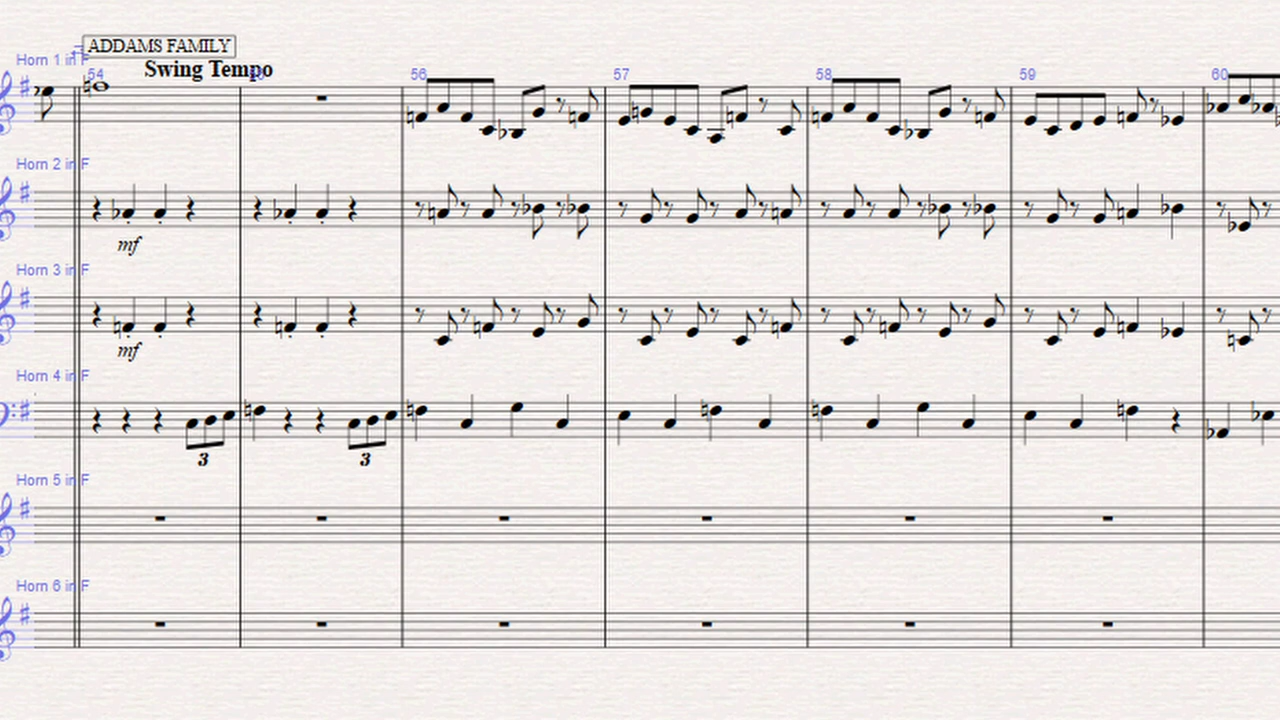 ADDAMS FAMILY
Horn 1 in F
Swing Tempo
54
56
57
58
59
60
Horn 2 in F
mf
Horn 3 in F
mf
Horn 4 in F
3
3
Horn 5 in F
Horn 6 in F